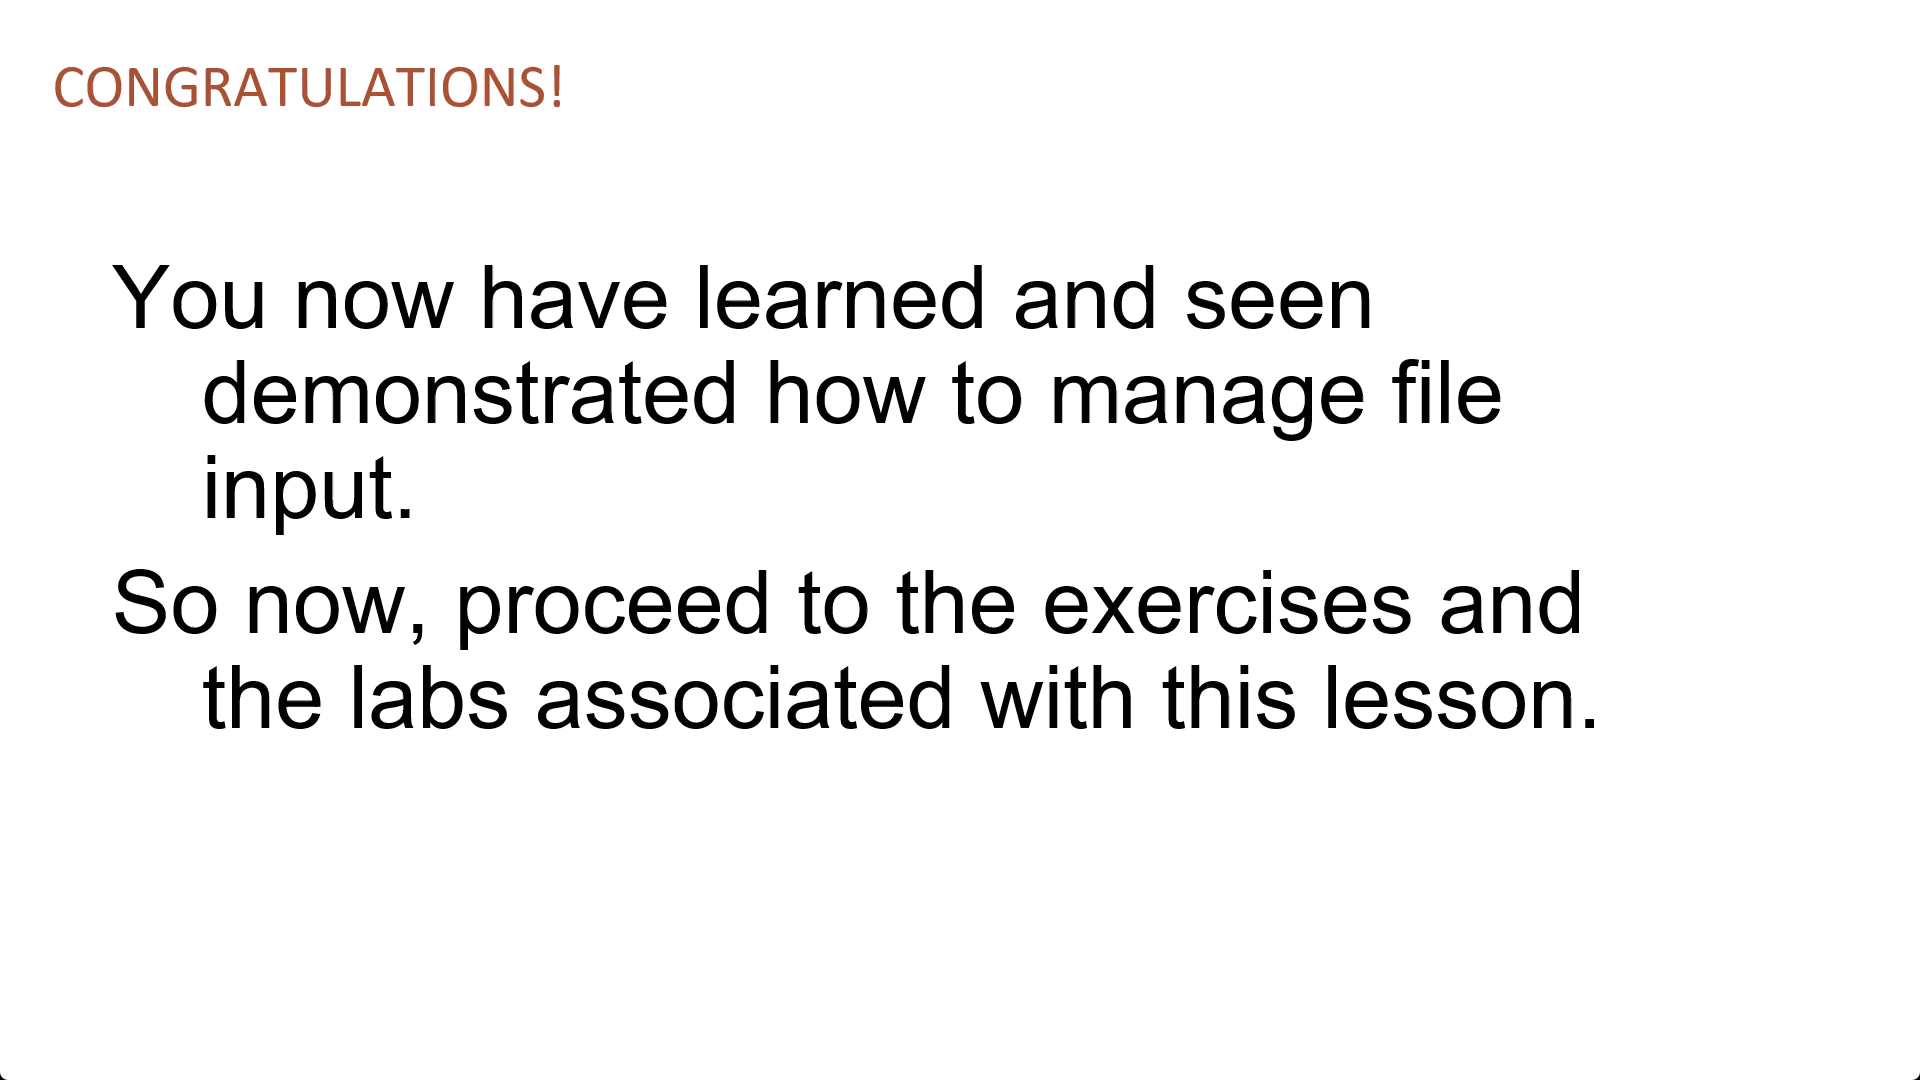 CONGRATULATIONS!
You now have learned and seen
demonstrated how to manage file
input.
So now, proceed to the exercises and
the labs associated with this lesson.